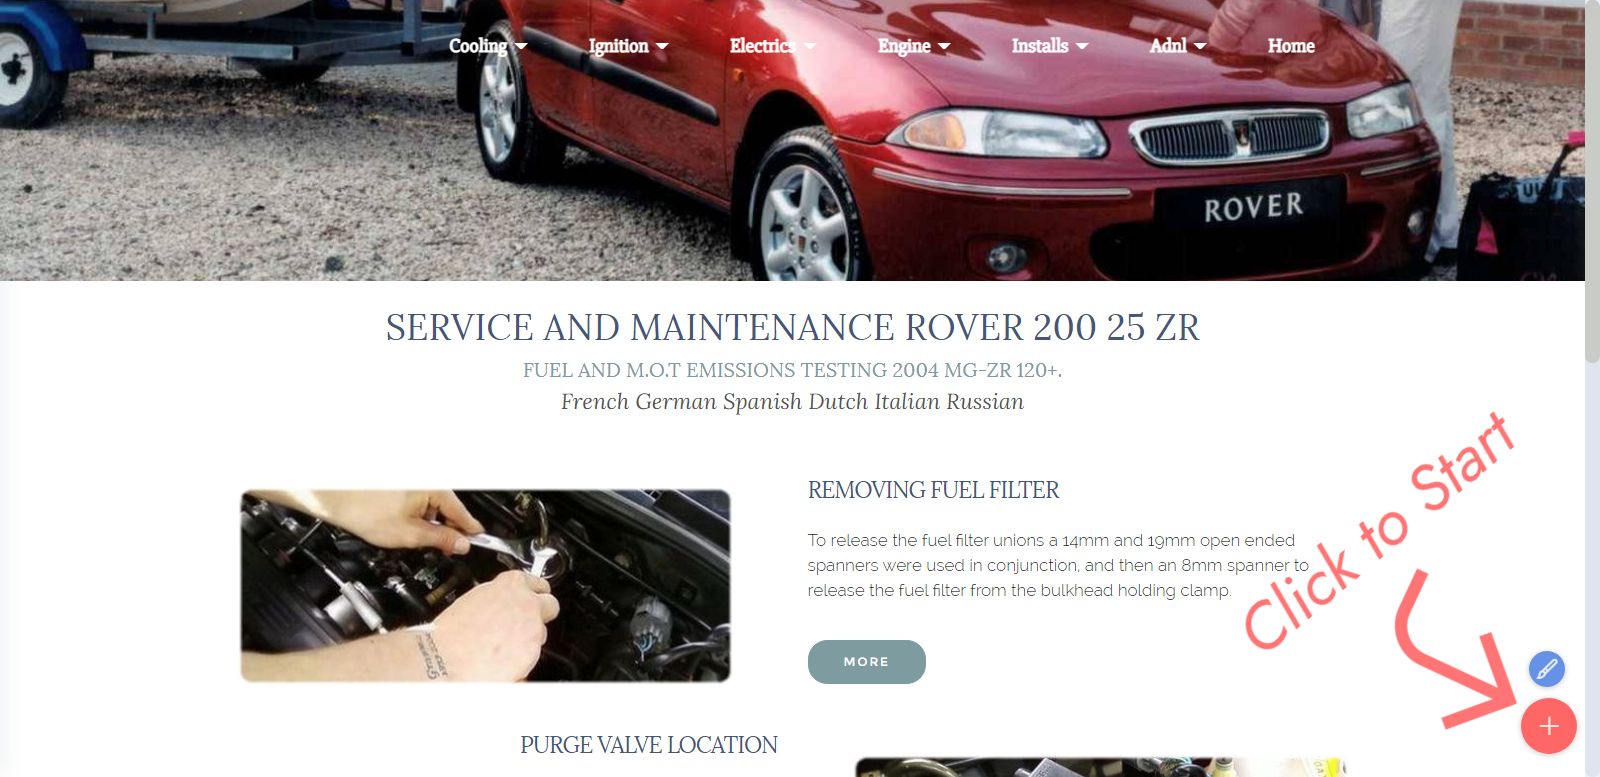 Cooling Ignition Electrics Engine Installs Adnl Home
ROVER
SERVICE AND MAINTENANCE ROVER 200 25 ZR
FUEL AND M.O.T EMISSIONS TESTING 2004 MG-ZR 120+.
French German Spanish Dutch Italian Russian
REMOVING FUEL FILTER
To release the fuel filter unions a 14mm and 19mm open ended
spanners were used in conjunction, and then an 8mm spanner to
release the fuel filter from the bulkhead holding clamp.
MORE
Click to Start
PURGE VALVE LOCATION